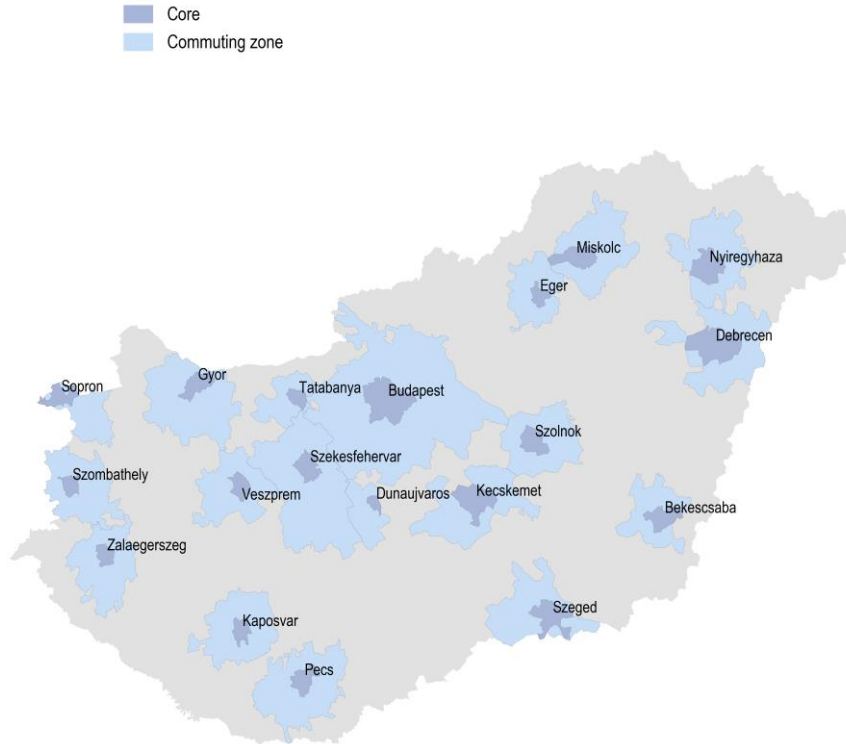 Core
Commuting zone
Miskolc
Nyiregyhaza
Eger
Debrecen
Gyor
Sopron
Tatabanya
Budapest
Szolnok
Szekesfehervar
Szombathely
Veszprem
Dunaujvaros
Kecskemet
Bekescsaba
Zalaegerszeg
Szeged
Kaposvar
Pecs